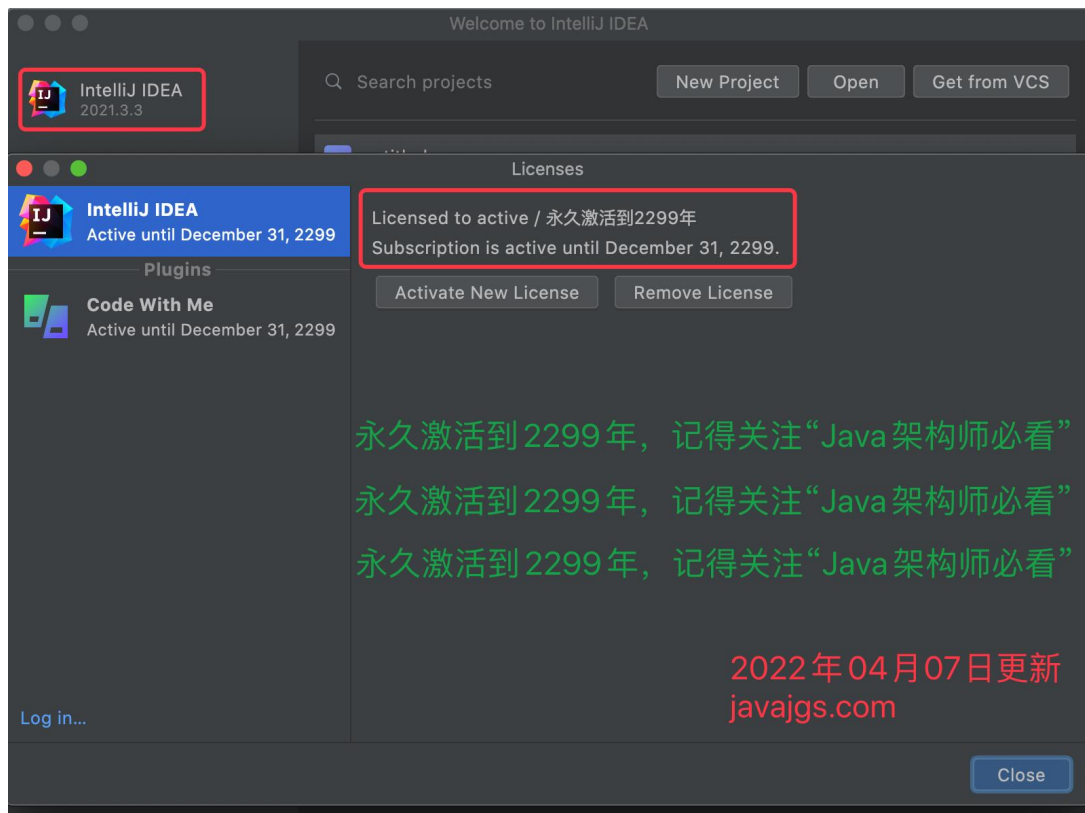 Welcome to IntelliJ IDEA
IntelliJ IDEA
2021.3.3
Search projects
New Project
Open
Get from VCS
Licenses
IntelliJ IDEA
Active until December 31, 2299
Plugins
Code With Me
Active until December 31, 2299
Licensed to active / 永久激活到2299年
Subscription is active until December 31, 2299.
Activate New License
Remove License
永久激活到2299年，记得关注“Java架构师必看”
永久激活到2299年，记得关注“Java架构师必看”
永久激活到2299年，记得关注“Java架构师必看”
2022年04月07日更新
javajgs.com
Log in...
Close